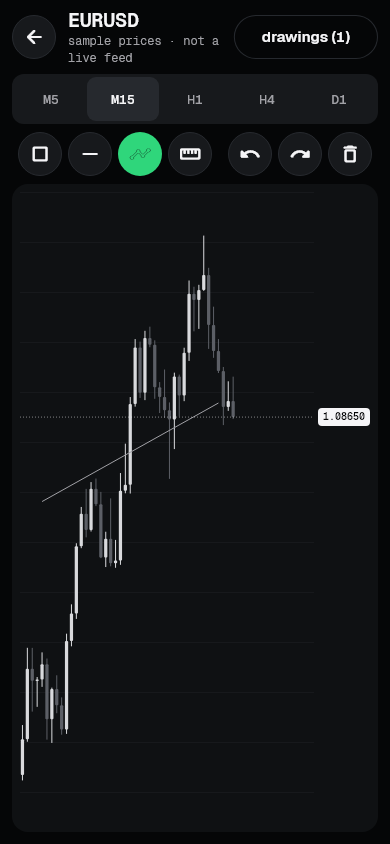 EURUSD
sample prices · not a
live feed
drawings (1)
M5
M15
H1
H4
D1
1.08650